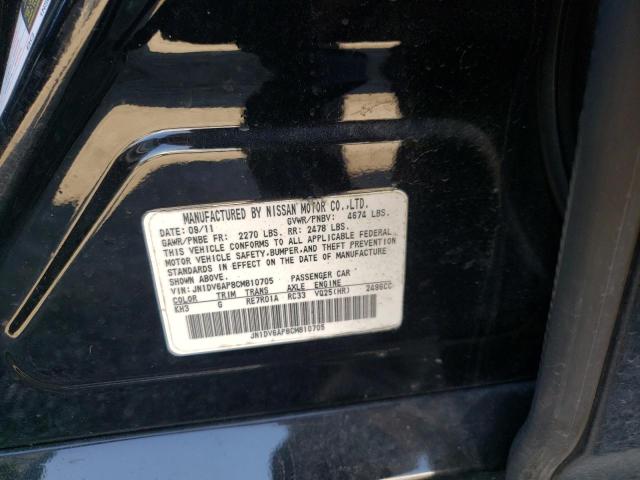 MANUFACTURED BY NISSAN MOTOR CO.,LTD.
DATE: 09/11 GVWR/PNBV: 4674 LBS.
GAWR/PNBE FR: 2270 LBS. RR: 2478 LBS.
THIS VEHICLE CONFORMS TO ALL APPLICABLE FEDERAL
MOTOR VEHICLE SAFETY,BUMPER,AND THEFT PREVENTION
STANDARDS IN EFFECT ON THE DATE OF MANUFACTURE
SHOWN ABOVE.
VIN: JN1DV6AP8CM810705 PASSENGER CAR
COLOR TRIM TRANS AXLE ENGINE
KH3 G RE7R01A RC33 VQ25(HR) 2496CC
JN1DV6AP8CM810705